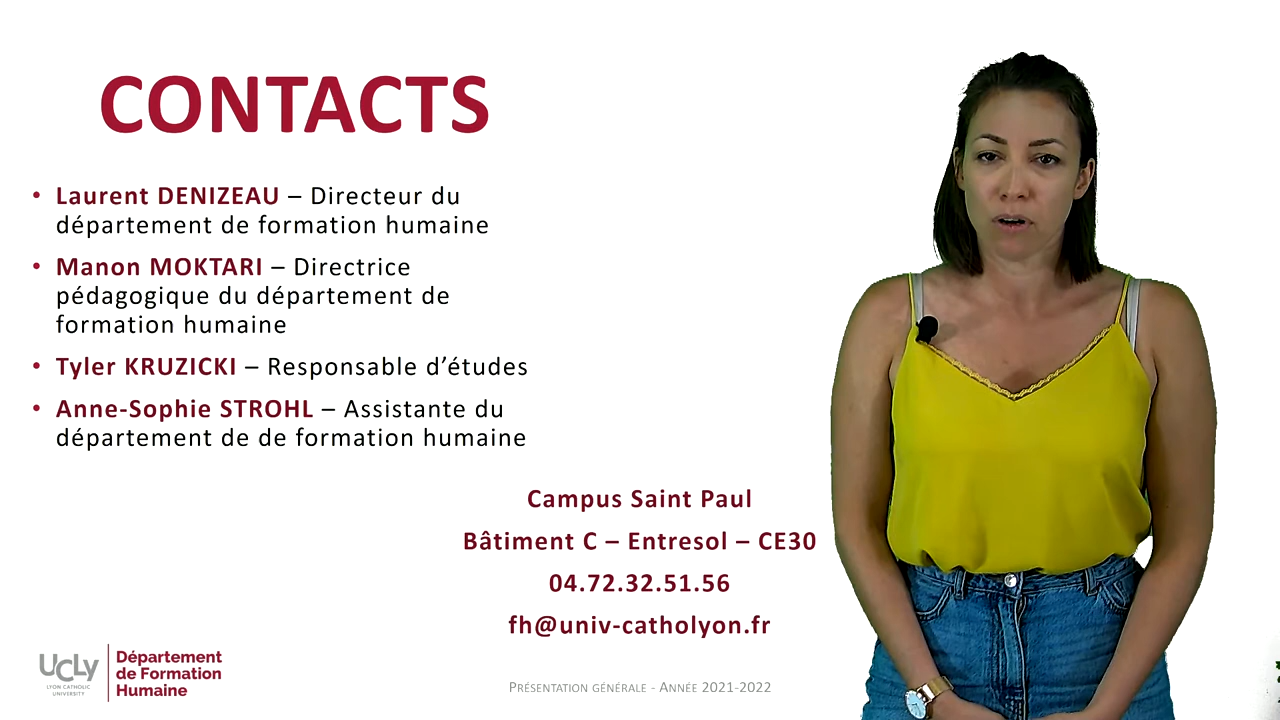 CONTACTS
• Laurent DENIZEAU – Directeur du
département de formation humaine
• Manon MOKTARI – Directrice
pédagogique du département de
formation humaine
• Tyler KRUZICKI – Responsable d’études
• Anne-Sophie STROHL – Assistante du
département de de formation humaine
Campus Saint Paul
Bâtiment C – Entresol – CE30
04.72.32.51.56
fh@univ-catholyon.fr
UCLy
LYON CATHOLIC
UNIVERSITY
Département
de Formation
Humaine
PRÉSENTATION GÉNÉRALE - ANNÉE 2021-2022